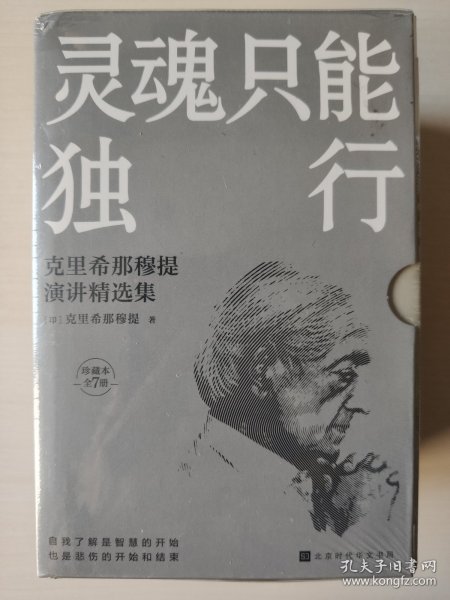 灵魂只能
独行
克里希那穆提
演讲精选集
[印] 克里希那穆提 著
珍藏本
全7册
自我了解是智慧的开始
也是悲伤的开始和结束
北京时代华文书局
孔夫子旧书网
www.kongfz.com